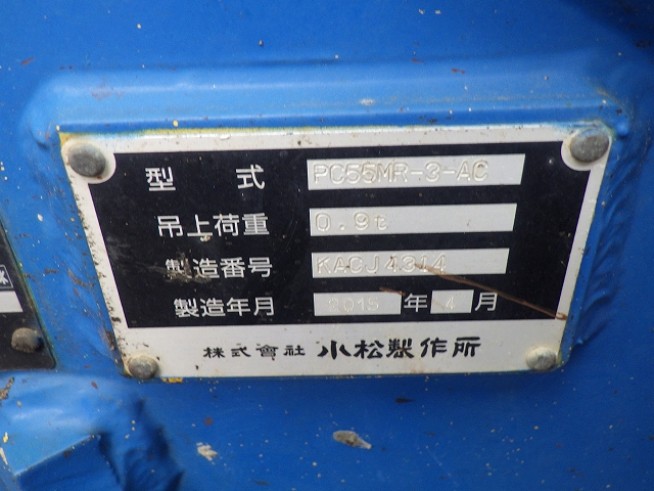 型 式 PC55MR-3-AC
吊上荷重 0.9t
製造番号 KACJ4314
製造年月 2015 年 4 月
株式會社 小松製作所